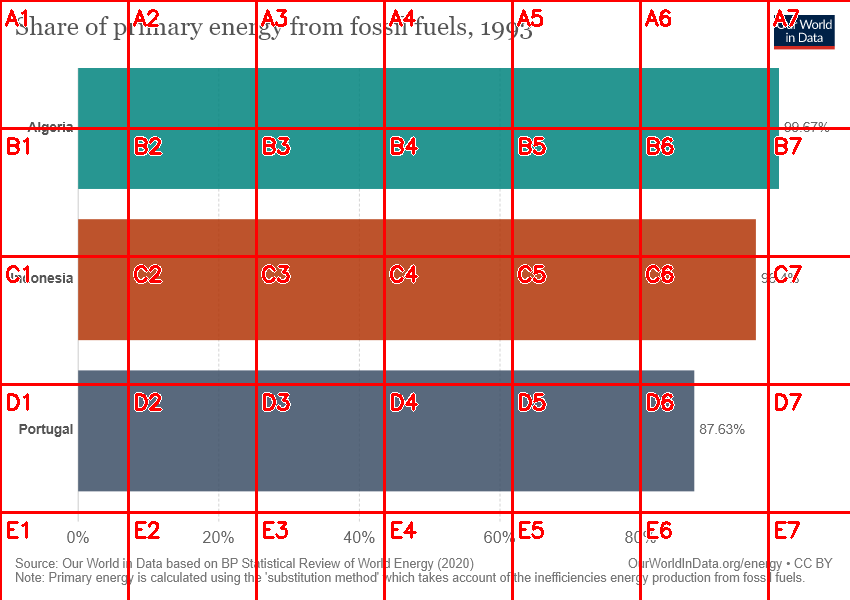 A1 A2 A3 A4 A5 A6 A7
Share of primary energy from fossil fuels, 1993
Our World
in Data
Algeria
99.67%
B1 B2 B3 B4 B5 B6 B7
C1 C2 C3 C4 C5 C6 C7
Indonesia
96.4%
D1 D2 D3 D4 D5 D6 D7
Portugal
87.63%
E1 E2 E3 E4 E5 E6 E7
0% 20% 40% 60% 80%
Source: Our World in Data based on BP Statistical Review of World Energy (2020)
OurWorldInData.org/energy • CC BY
Note: Primary energy is calculated using the 'substitution method' which takes account of the inefficiencies energy production from fossil fuels.